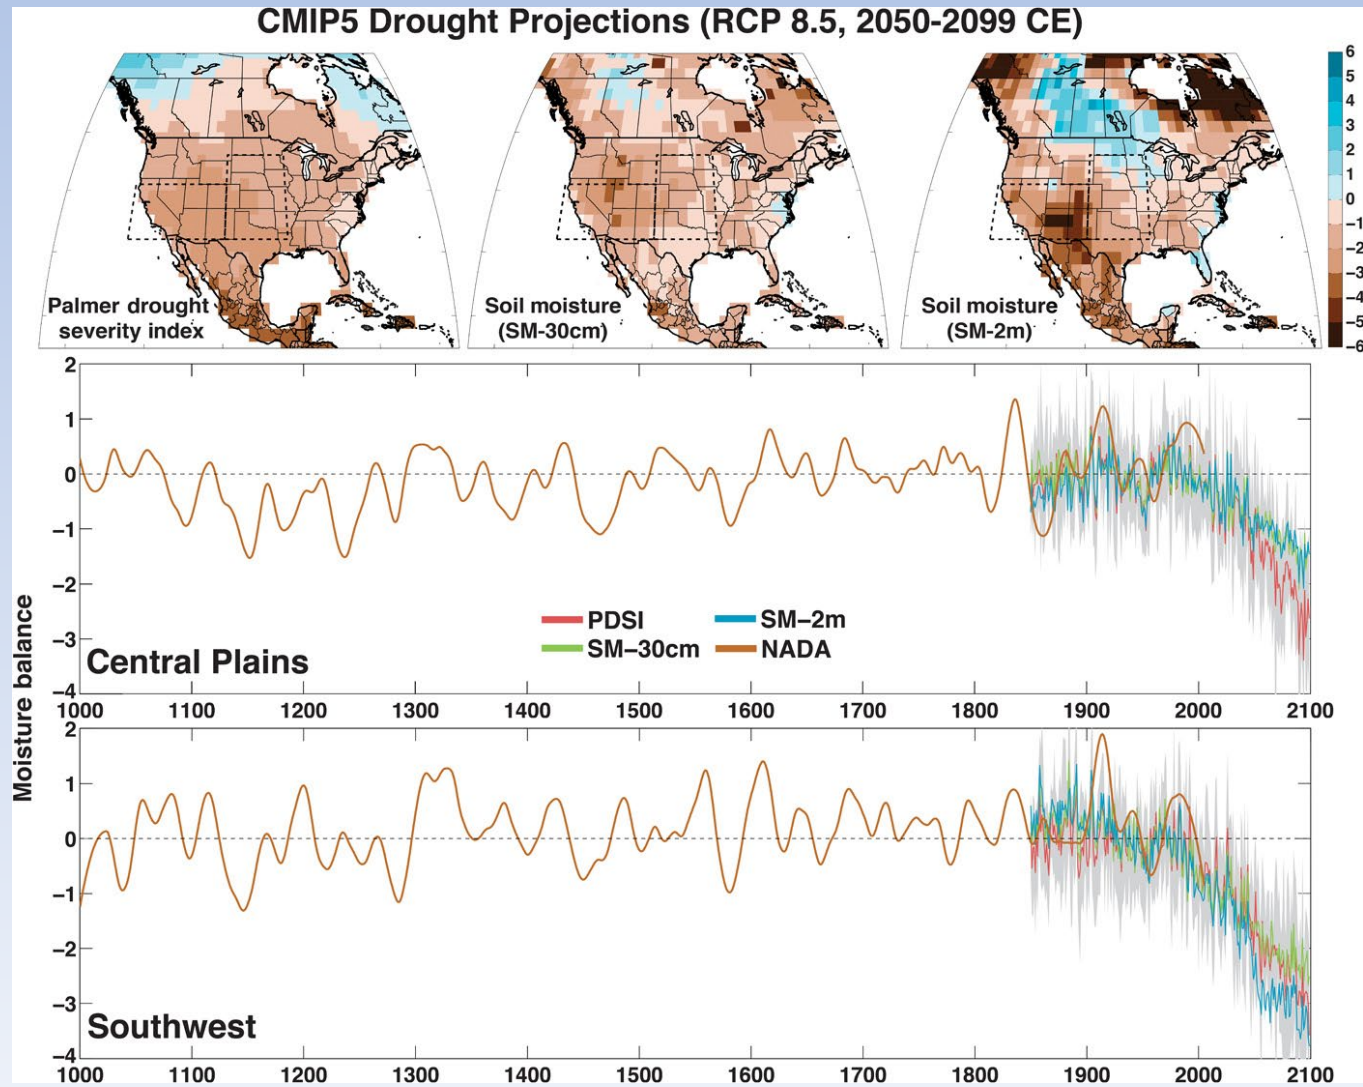 CMIP5 Drought Projections (RCP 8.5, 2050-2099 CE)
Palmer drought
severity index
Soil moisture
(SM-30cm)
Soil moisture
(SM-2m)
6
5
4
3
2
1
0
−1
−2
−3
−4
−5
−6
Moisture balance
2
1
0
−1
−2
−3
−4
PDSI
SM−30cm
SM−2m
NADA
Central Plains
1000 1100 1200 1300 1400 1500 1600 1700 1800 1900 2000 2100
2
1
0
−1
−2
−3
−4
Southwest
1000 1100 1200 1300 1400 1500 1600 1700 1800 1900 2000 2100